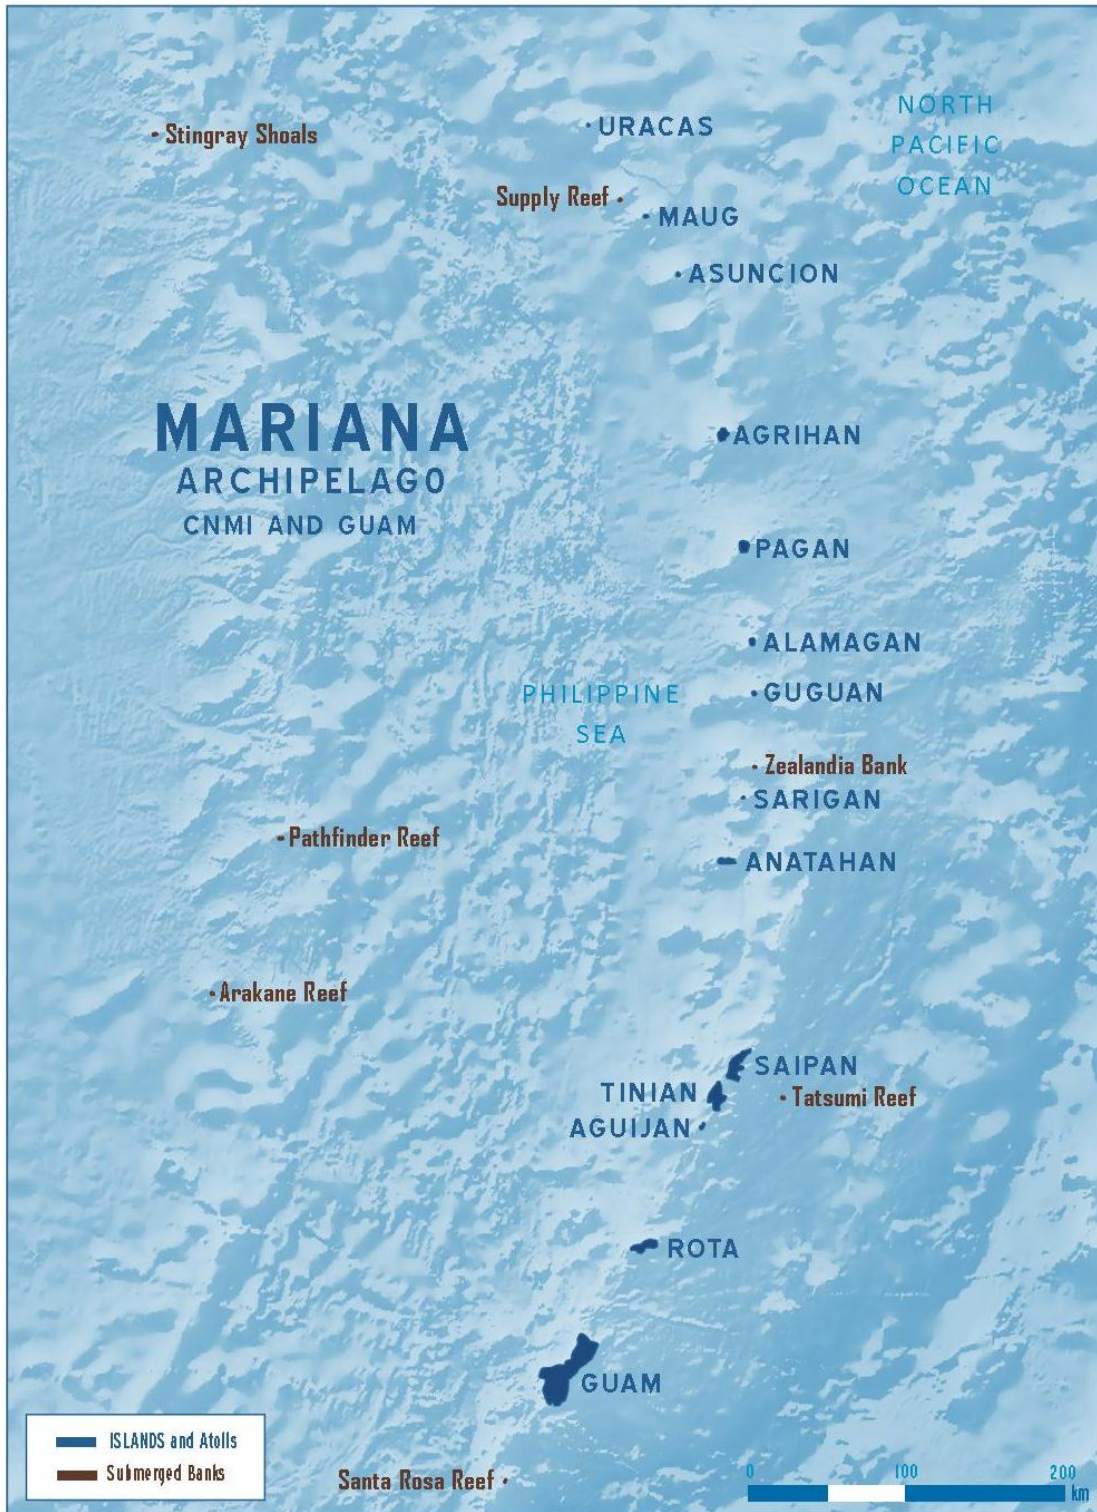 NORTH
PACIFIC
OCEAN
Stingray Shoals
URACAS
Supply Reef
MAUG
ASUNCION
MARIANA
ARCHIPELAGO
CNMI AND GUAM
AGRIHAN
PAGAN
ALAMAGAN
PHILIPPINE
SEA
GUGUAN
Zealandia Bank
SARIGAN
Pathfinder Reef
ANATAHAN
Arakane Reef
SAIPAN
TINIAN
Tatsumi Reef
AGUIJAN
ROTA
GUAM
ISLANDS and Atolls
Submerged Banks
Santa Rosa Reef
0 100 200
km